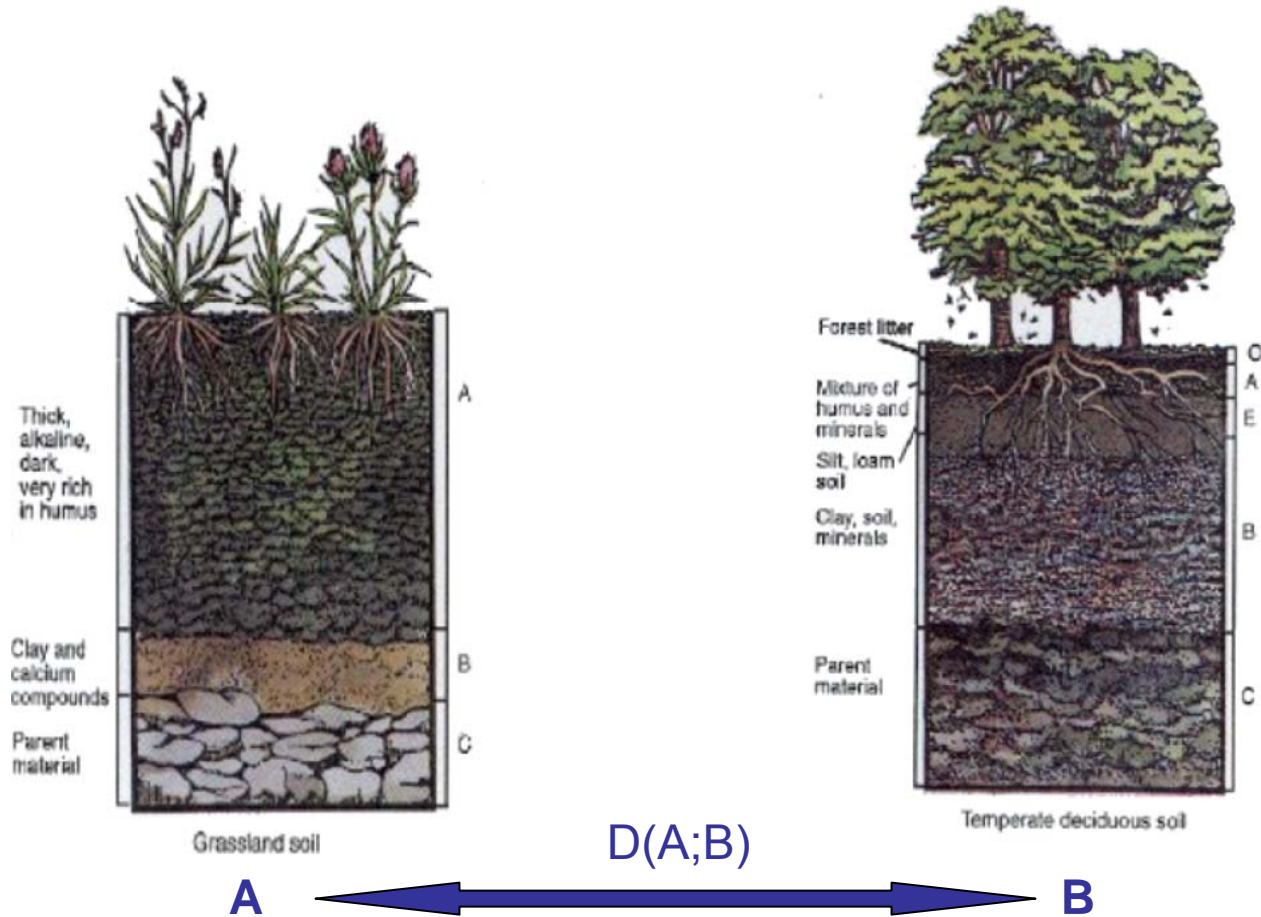 Thick,
alkaline,
dark,
very rich
in humus
A
Clay and
calcium
compounds
B
Parent
material
C
Grassland soil
Forest litter
O
Mixture of
humus and
minerals
A
E
Silt, loam
soil
Clay, soil,
minerals
B
Parent
material
C
Temperate deciduous soil
D(A;B)
A
B